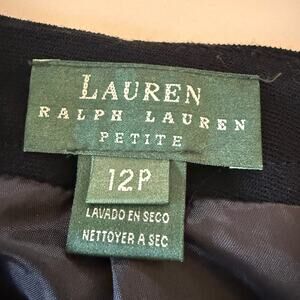 LAUREN
RALPH LAUREN
PETITE
12P
LAVADO EN SECO
NETTOYER A SEC